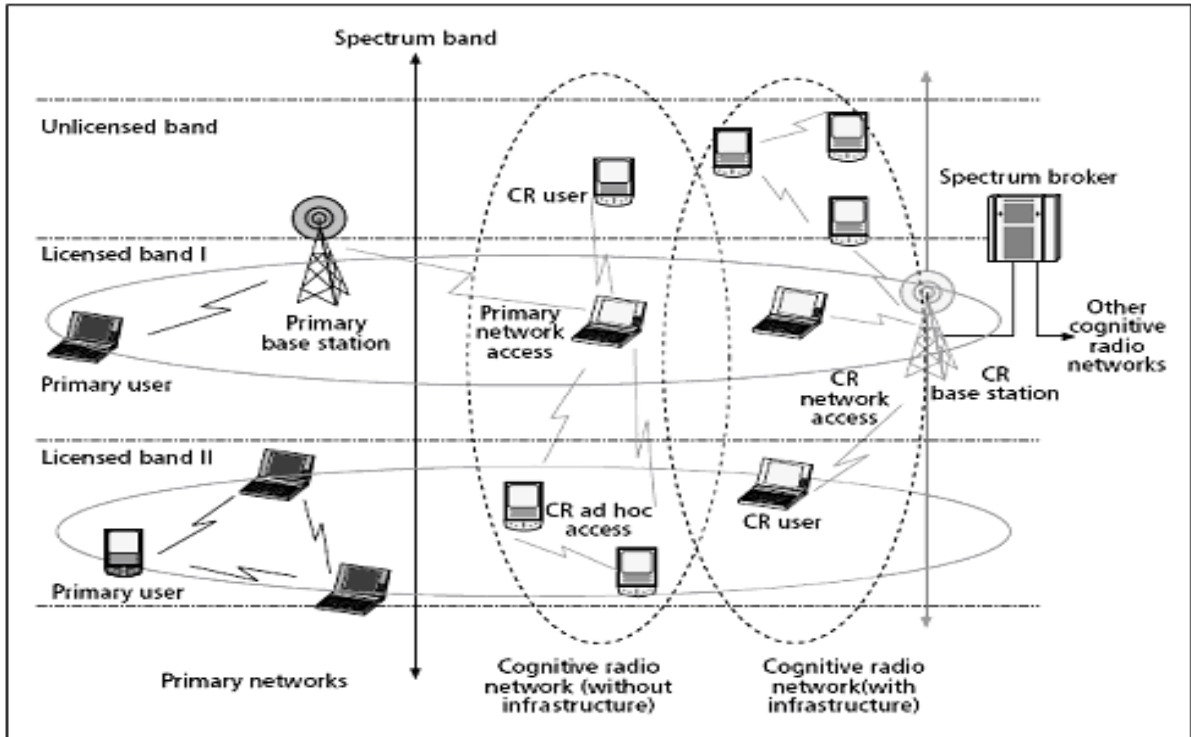 Spectrum band
Unlicensed band
CR user
Spectrum broker
Licensed band I
Primary
base station
Primary
network
access
Other
cognitive
radio
networks
Primary user
CR
network
access
CR
base station
Licensed band II
CR ad hoc
access
CR user
Primary user
Primary networks
Cognitive radio
network (without
infrastructure)
Cognitive radio
network(with
infrastructure)